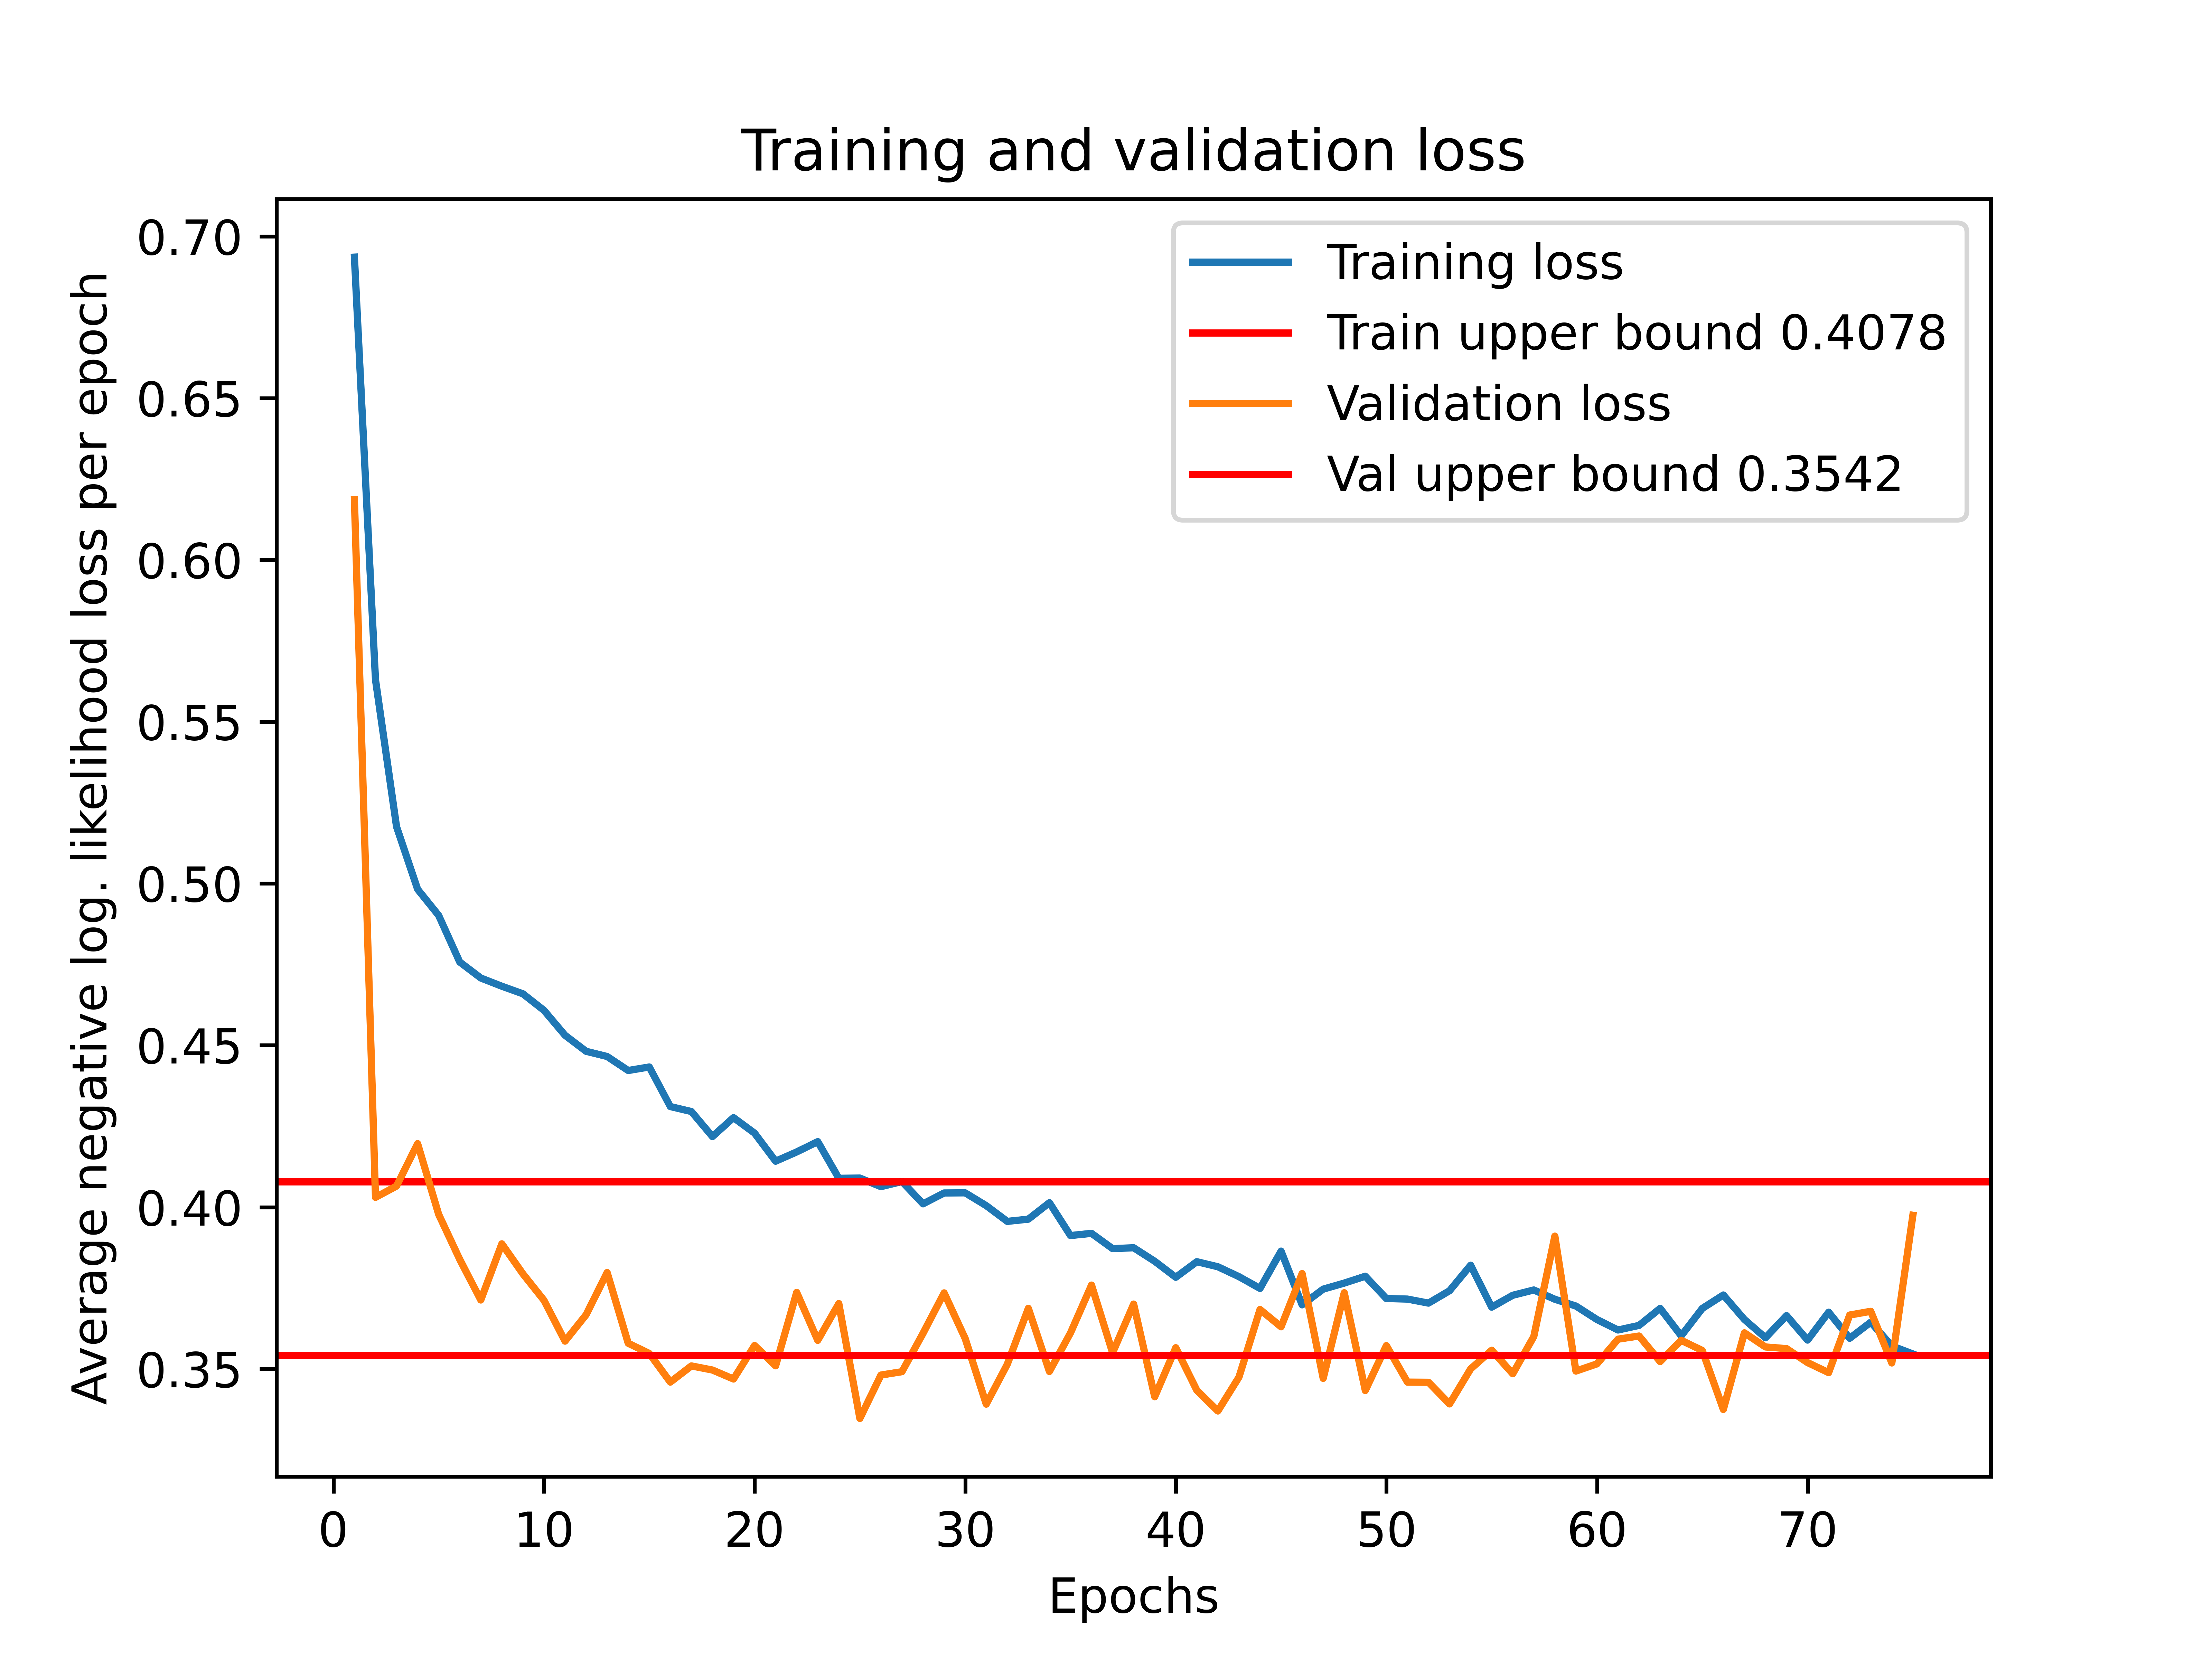 Training and validation loss
Average negative log. likelihood loss per epoch
0.70
0.65
0.60
0.55
0.50
0.45
0.40
0.35
Training loss
Train upper bound 0.4078
Validation loss
Val upper bound 0.3542
0 10 20 30 40 50 60 70
Epochs